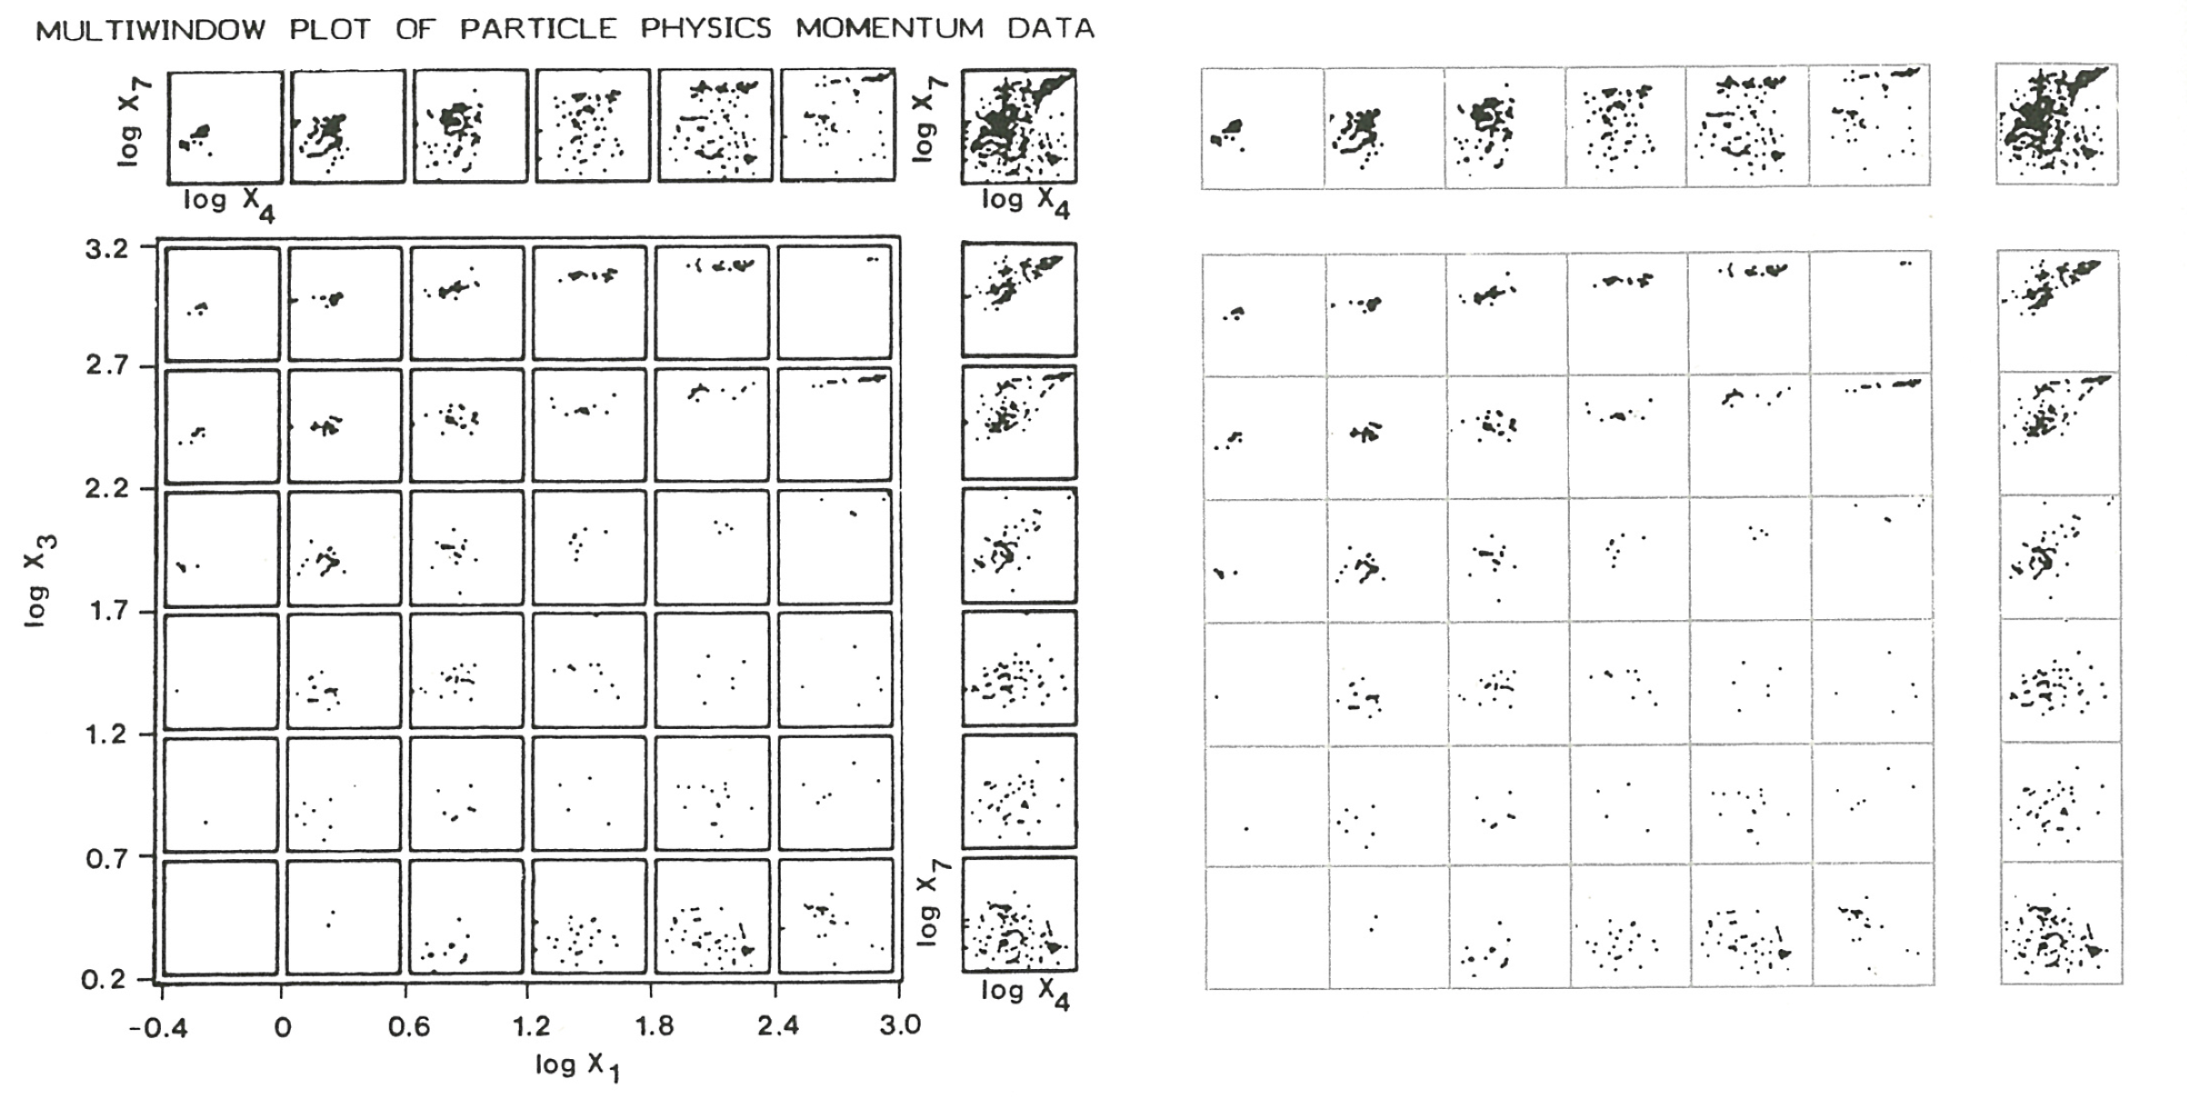 MULTIWINDOW PLOT OF PARTICLE PHYSICS MOMENTUM DATA
log X7
log X4
log X7
log X4
log X3
3.2
2.7
2.2
1.7
1.2
0.7
0.2
-0.4 0 0.6 1.2 1.8 2.4 3.0
log X1
log X7
log X4